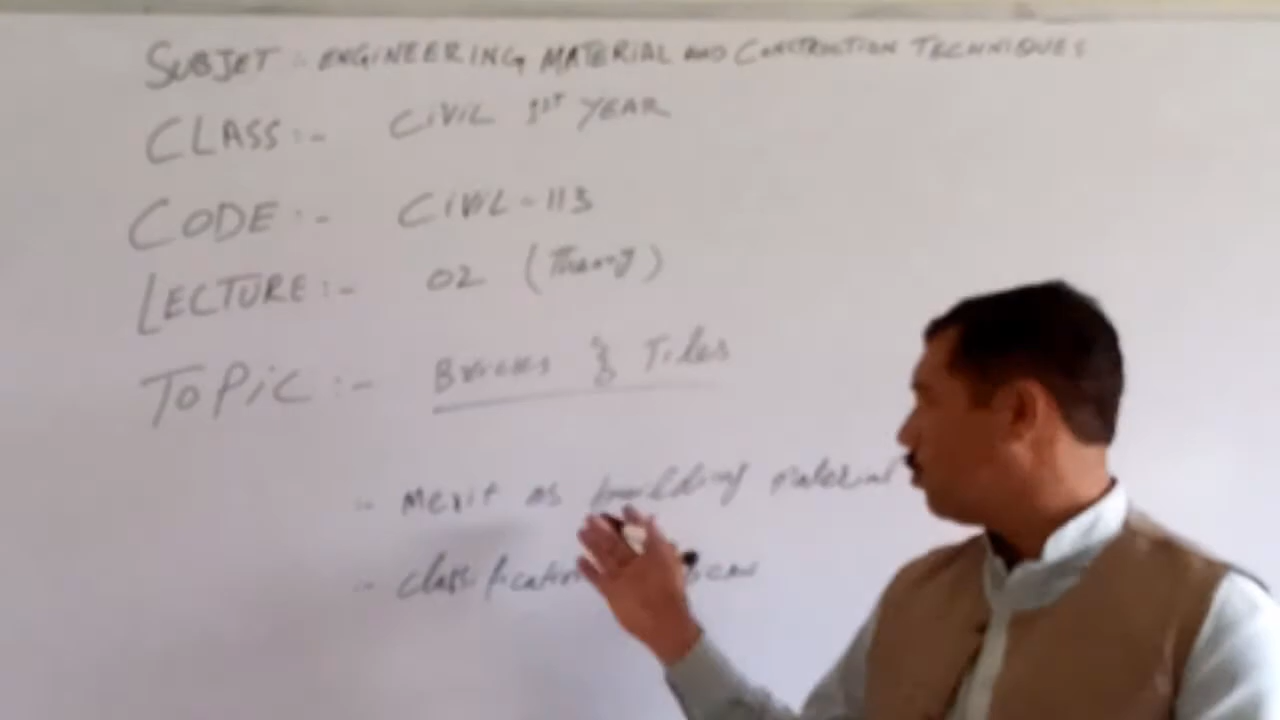 SUBJET :- ENGINEERING MATERIAL AND CONSTRUCTION TECHNIQUES
CLASS :- CIVIL 1ST YEAR
CODE :- CIVIL - 113
LECTURE :- 02 (Theory)
TOPIC :- Bricks & Tiles
- merit as building material
- classification